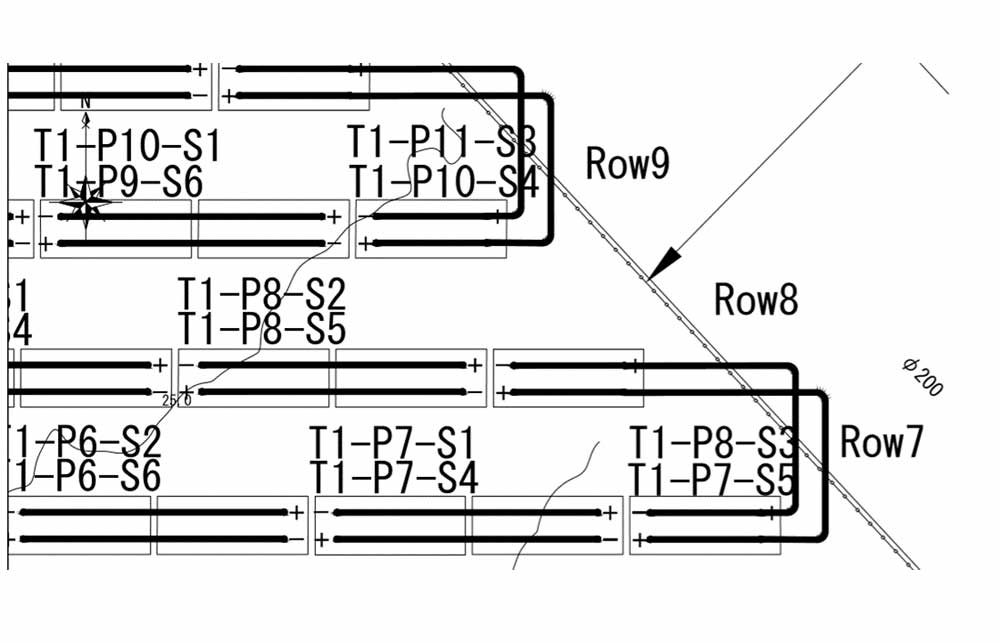 N
T1-P10-S1
T1-P9-S6
T1-P11-S3
T1-P10-S4
Row9
S1
S4
T1-P8-S2
T1-P8-S5
Row8
25.0
φ200
T1-P6-S2
T1-P6-S6
T1-P7-S1
T1-P7-S4
T1-P8-S3
T1-P7-S5
Row7